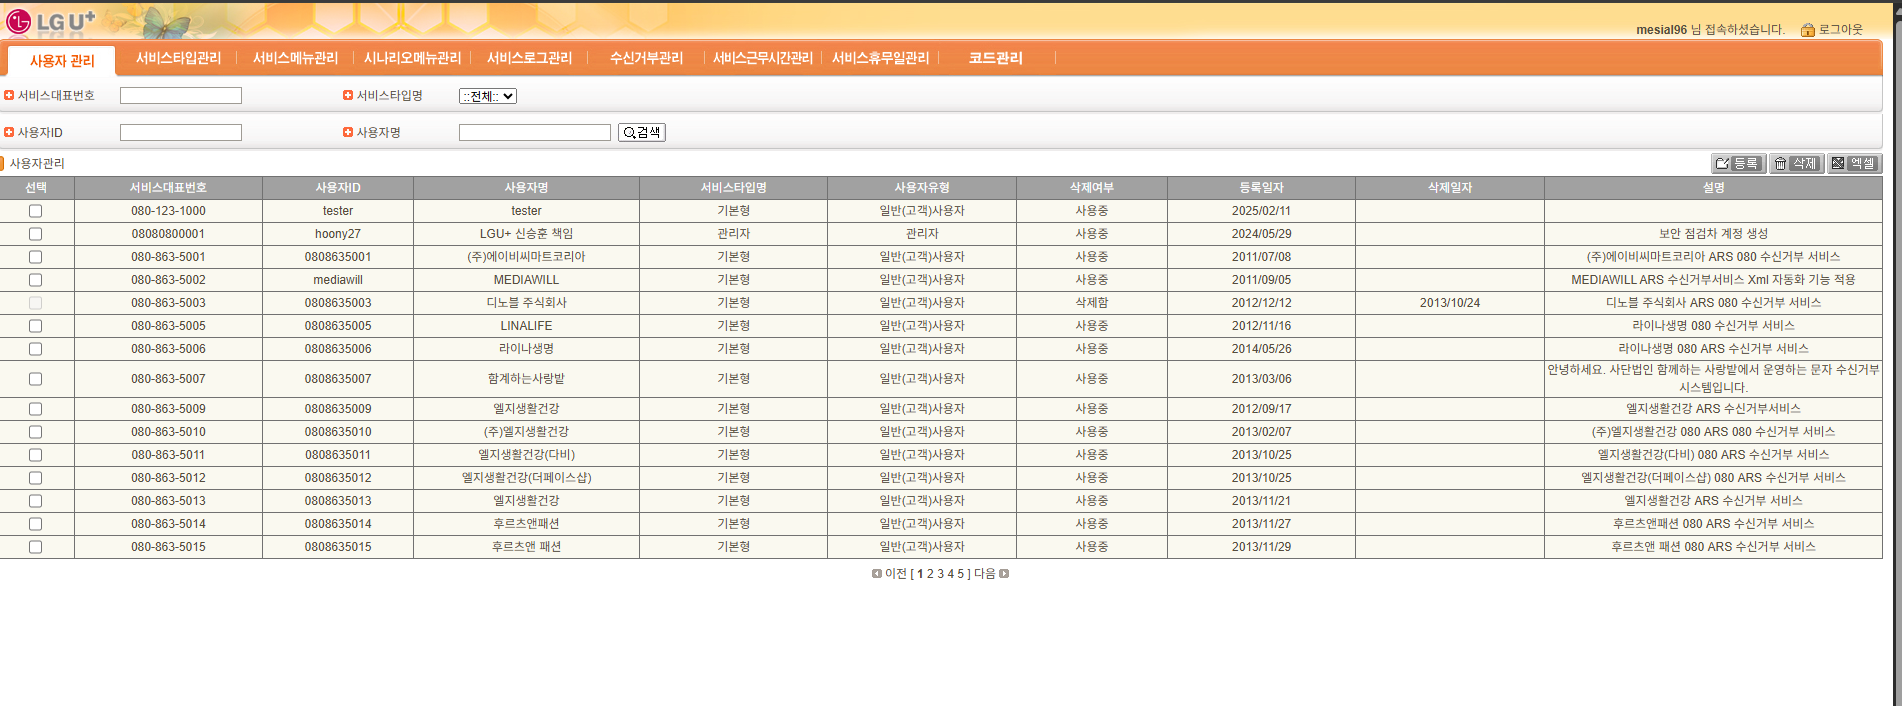 LG U+
mesial96 님 접속하셨습니다. 로그아웃
사용자 관리 서비스타입관리 서비스메뉴관리 시나리오메뉴관리 서비스로그관리 수신거부관리 서비스근무시간관리 서비스휴무일관리 코드관리
서비스대표번호 서비스타입명 ::전체::
사용자ID 사용자명 검색
사용자관리 등록 삭제 엑셀
선택 서비스대표번호 사용자ID 사용자명 서비스타입명 사용자유형 삭제여부 등록일자 삭제일자 설명
080-123-1000 tester tester 기본형 일반(고객)사용자 사용중 2025/02/11
08080800001 hoony27 LGU+ 신승훈 책임 관리자 관리자 사용중 2024/05/29 보안 점검차 계정 생성
080-863-5001 0808635001 (주)에이비씨마트코리아 기본형 일반(고객)사용자 사용중 2011/07/08 (주)에이비씨마트코리아 ARS 080 수신거부 서비스
080-863-5002 mediawill MEDIAWILL 기본형 일반(고객)사용자 사용중 2011/09/05 MEDIAWILL ARS 수신거부서비스 Xml 자동화 기능 적용
080-863-5003 0808635003 디노블 주식회사 기본형 일반(고객)사용자 삭제함 2012/12/12 2013/10/24 디노블 주식회사 ARS 080 수신거부 서비스
080-863-5005 0808635005 LINALIFE 기본형 일반(고객)사용자 사용중 2012/11/16 라이나생명 080 수신거부 서비스
080-863-5006 0808635006 라이나생명 기본형 일반(고객)사용자 사용중 2014/05/26 라이나생명 080 ARS 수신거부 서비스
080-863-5007 0808635007 함계하는사랑밭 기본형 일반(고객)사용자 사용중 2013/03/06 안녕하세요. 사단법인 함께하는 사랑밭에서 운영하는 문자 수신거부
시스템입니다.
080-863-5009 0808635009 엘지생활건강 기본형 일반(고객)사용자 사용중 2012/09/17 엘지생활건강 ARS 수신거부서비스
080-863-5010 0808635010 (주)엘지생활건강 기본형 일반(고객)사용자 사용중 2013/02/07 (주)엘지생활건강 080 ARS 080 수신거부 서비스
080-863-5011 0808635011 엘지생활건강(다비) 기본형 일반(고객)사용자 사용중 2013/10/25 엘지생활건강(다비) 080 ARS 수신거부 서비스
080-863-5012 0808635012 엘지생활건강(더페이스샵) 기본형 일반(고객)사용자 사용중 2013/10/25 엘지생활건강(더페이스샵) 080 ARS 수신거부 서비스
080-863-5013 0808635013 엘지생활건강 기본형 일반(고객)사용자 사용중 2013/11/21 엘지생활건강 ARS 수신거부 서비스
080-863-5014 0808635014 후르츠앤패션 기본형 일반(고객)사용자 사용중 2013/11/27 후르츠앤패션 080 ARS 수신거부 서비스
080-863-5015 0808635015 후르츠앤 패션 기본형 일반(고객)사용자 사용중 2013/11/29 후르츠앤 패션 080 ARS 수신거부 서비스
이전 [ 1 2 3 4 5 ] 다음